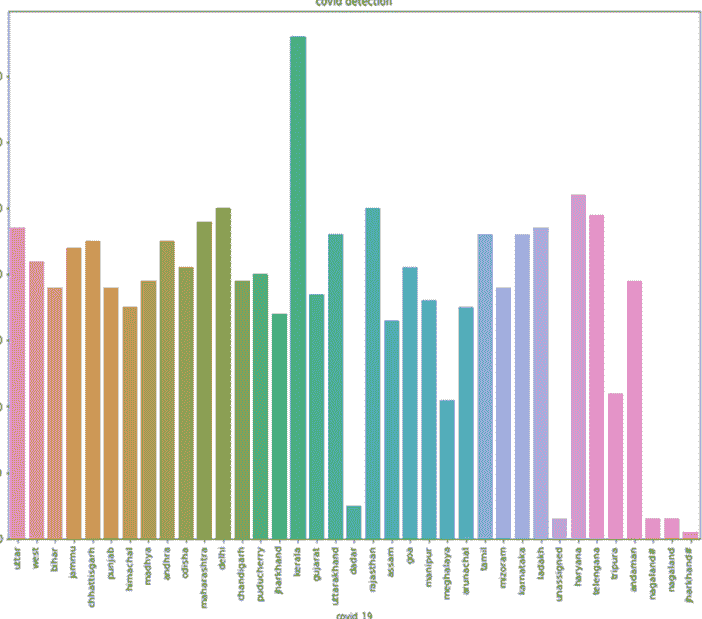 covid detection
uttar
west
bihar
jammu
chhattisgarh
punjab
himachal
madhya
andhra
odisha
maharashtra
delhi
chandigarh
puducherry
jharkhand
kerala
gujarat
uttarakhand
dadar
rajasthan
assam
goa
manipur
meghalaya
arunachal
tamil
mizoram
karnataka
ladakh
unassigned
haryana
telengana
tripura
andaman
nagaland#
nagaland
jharkhand#
covid_19